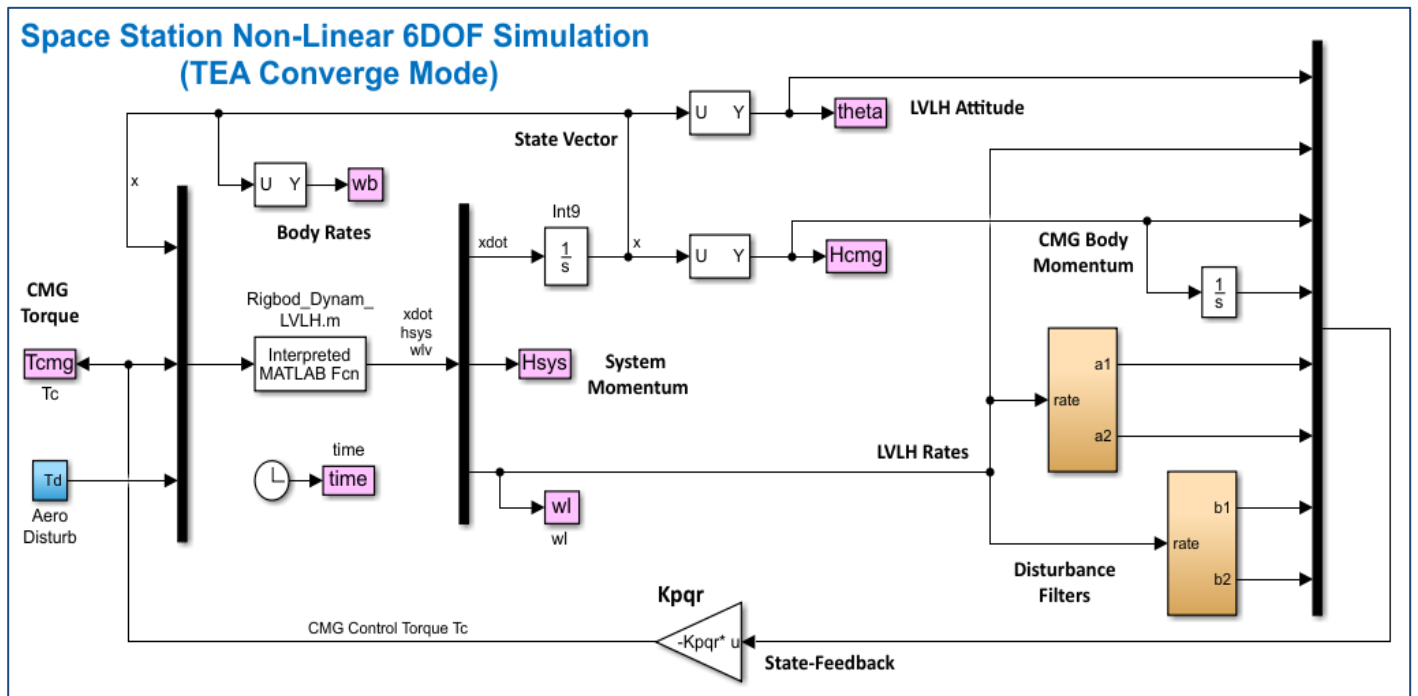 Space Station Non-Linear 6DOF Simulation
(TEA Converge Mode)
U Y
theta
LVLH Attitude
State Vector
x
U Y
wb
Body Rates
Int9
xdot
1
s
x
U Y
Hcmg
CMG Body
Momentum
1
s
CMG
Torque
Rigbod_Dynam_
LVLH.m
Interpreted
MATLAB Fcn
xdot
hsys
wlv
Tcmg
Tc
Hsys
System
Momentum
rate
a1
a2
LVLH Rates
time
time
Td
Aero
Disturb
wl
wl
rate
b1
b2
Disturbance
Filters
Kpqr
-Kpqr* u
CMG Control Torque Tc
State-Feedback